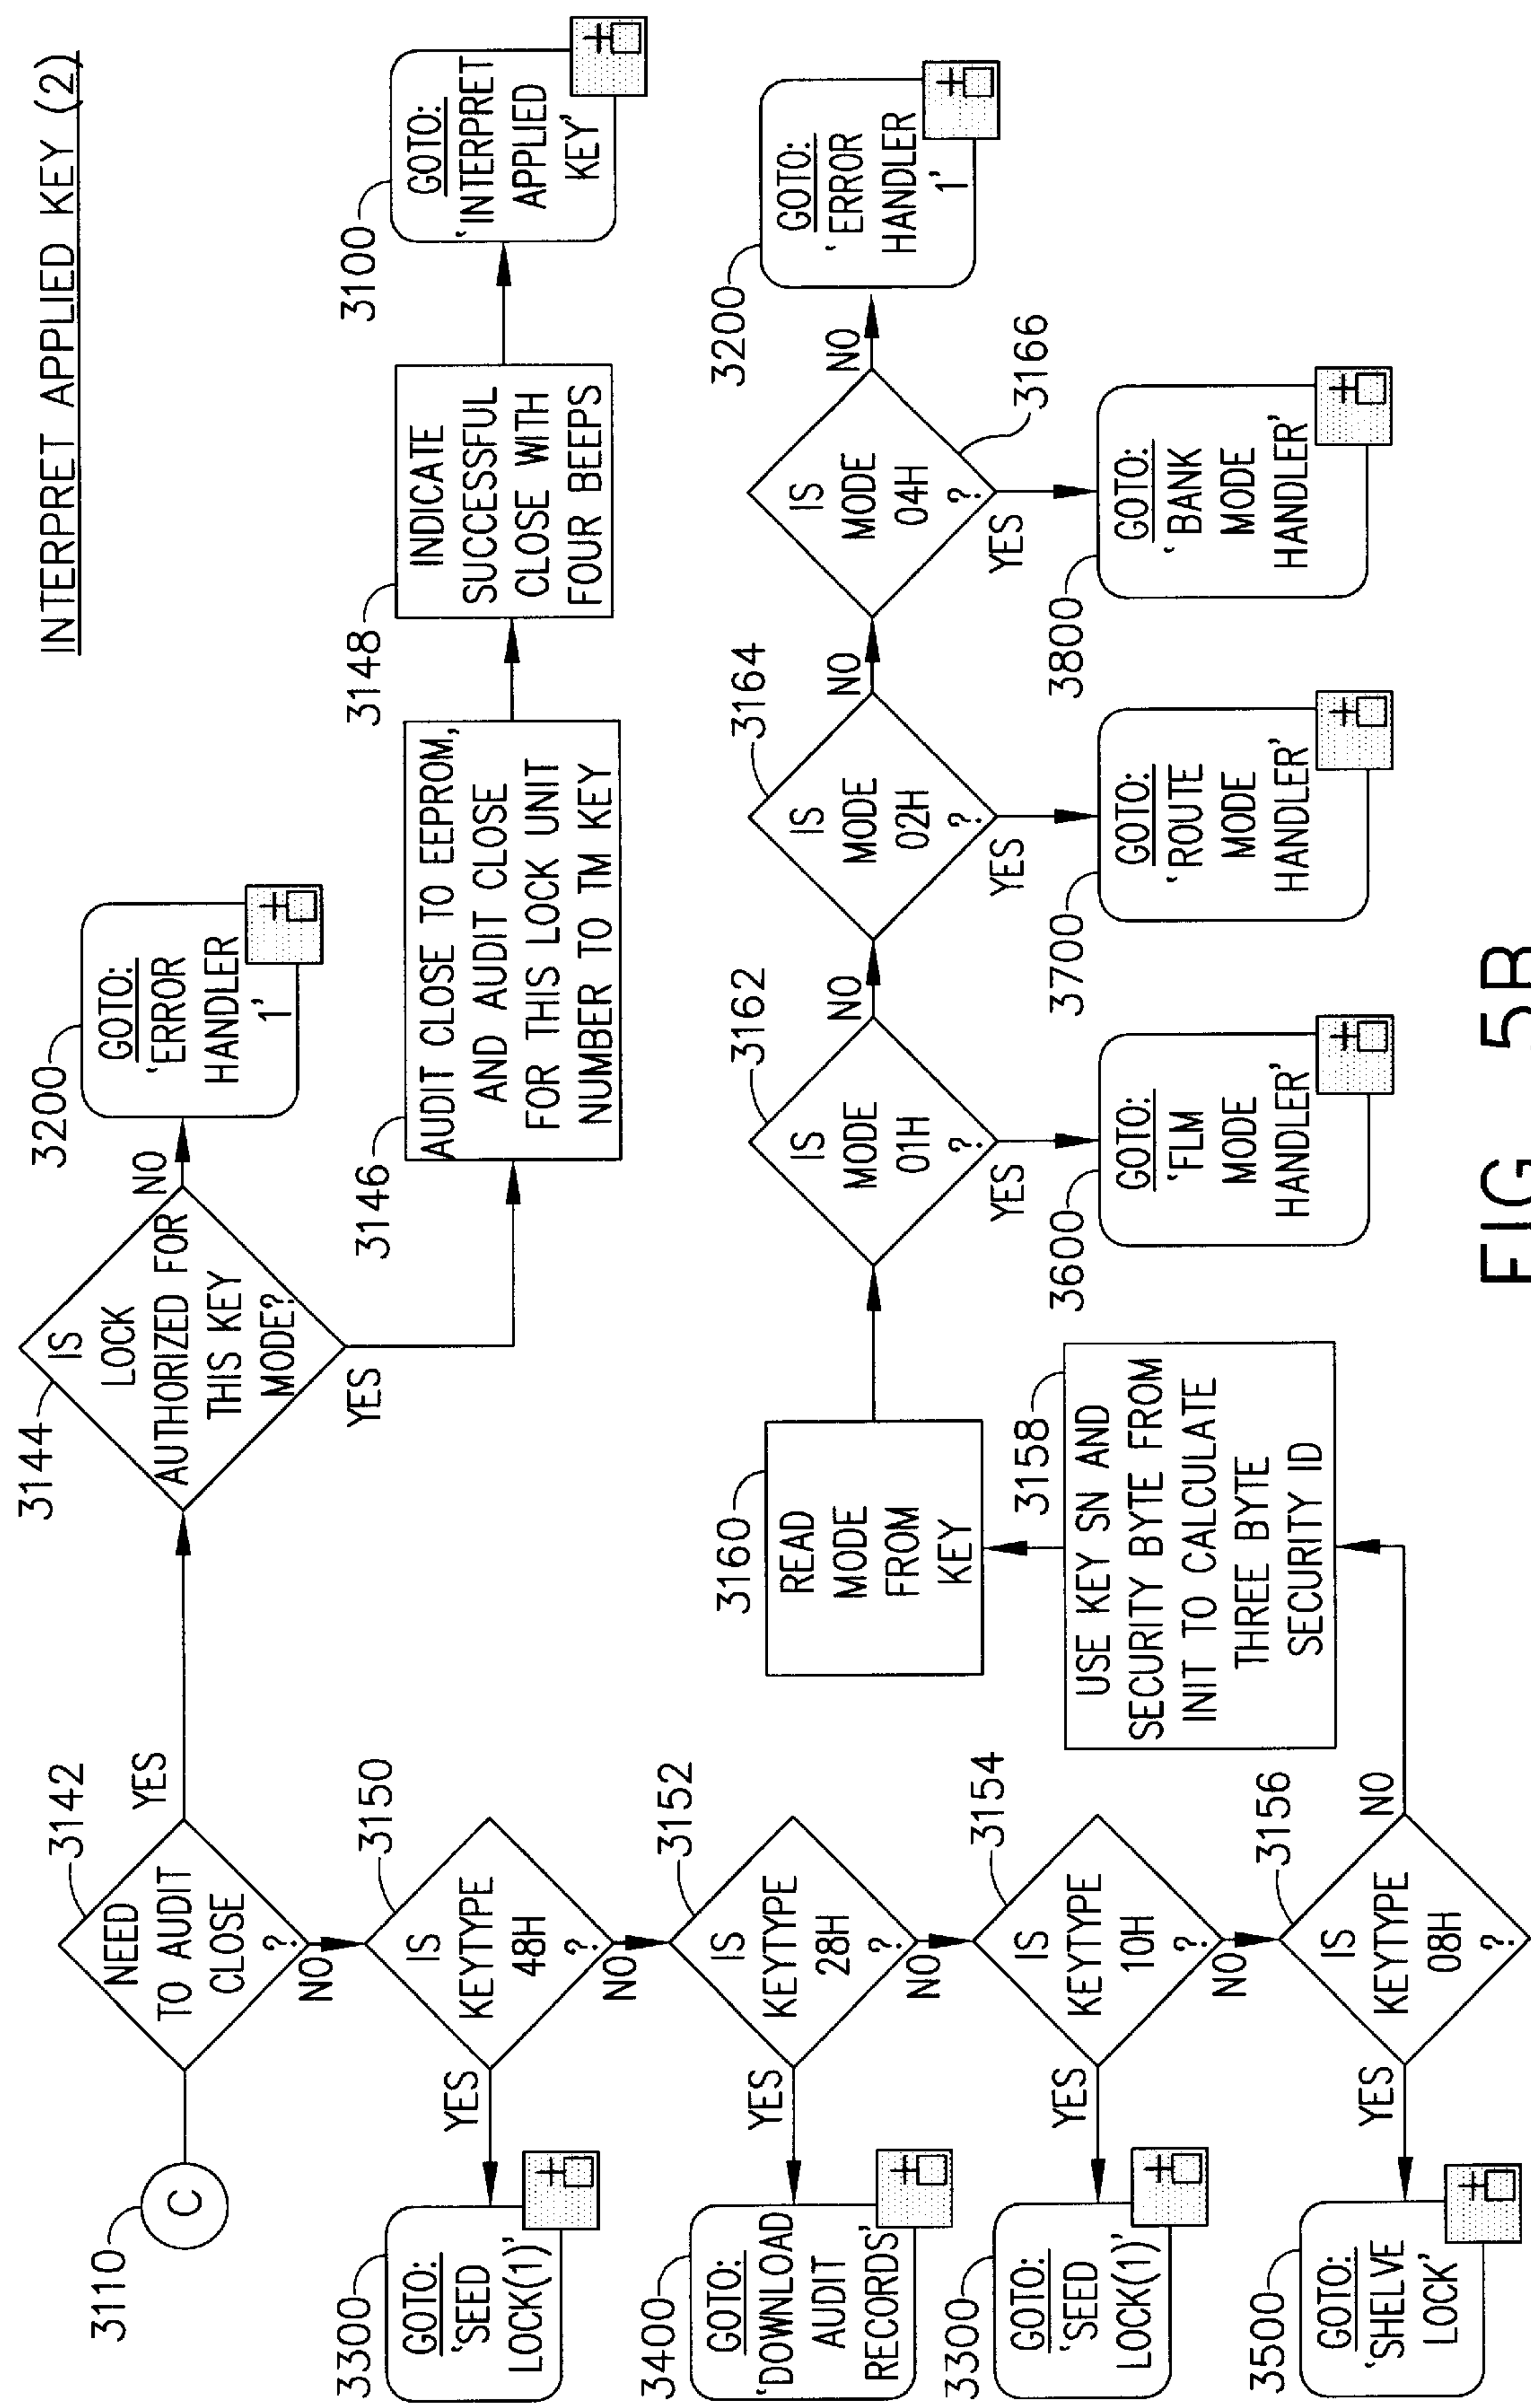 INTERPRET APPLIED KEY (2)
3110
C
3142
NEED
TO AUDIT
CLOSE
?
YES
NO
3144
IS
LOCK
AUTHORIZED FOR
THIS KEY
MODE?
NO
YES
3200
GOTO:
'ERROR
HANDLER
1'
3146
AUDIT CLOSE TO EEPROM,
AND AUDIT CLOSE
FOR THIS LOCK UNIT
NUMBER TO TM KEY
3148
INDICATE
SUCCESSFUL
CLOSE WITH
FOUR BEEPS
3100
GOTO:
'INTERPRET
APPLIED
KEY'
3150
IS
KEYTYPE
48H
?
YES
NO
3300
GOTO:
'SEED
LOCK(1)'
3152
IS
KEYTYPE
28H
?
YES
NO
3400
GOTO:
'DOWNLOAD
AUDIT
RECORDS'
3154
IS
KEYTYPE
10H
?
YES
NO
3300
GOTO:
'SEED
LOCK(1)'
3156
IS
KEYTYPE
08H
?
YES
NO
3500
GOTO:
'SHELVE
LOCK'
3158
USE KEY SN AND
SECURITY BYTE FROM
INIT TO CALCULATE
THREE BYTE
SECURITY ID
3160
READ
MODE
FROM
KEY
3162
IS
MODE
01H
?
NO
YES
3600
GOTO:
'FLM
MODE
HANDLER'
3164
IS
MODE
02H
?
NO
YES
3700
GOTO:
'ROUTE
MODE
HANDLER'
3166
IS
MODE
04H
?
NO
YES
3800
GOTO:
'BANK
MODE
HANDLER'
3200
GOTO:
'ERROR
HANDLER
1'
FIG. 5B